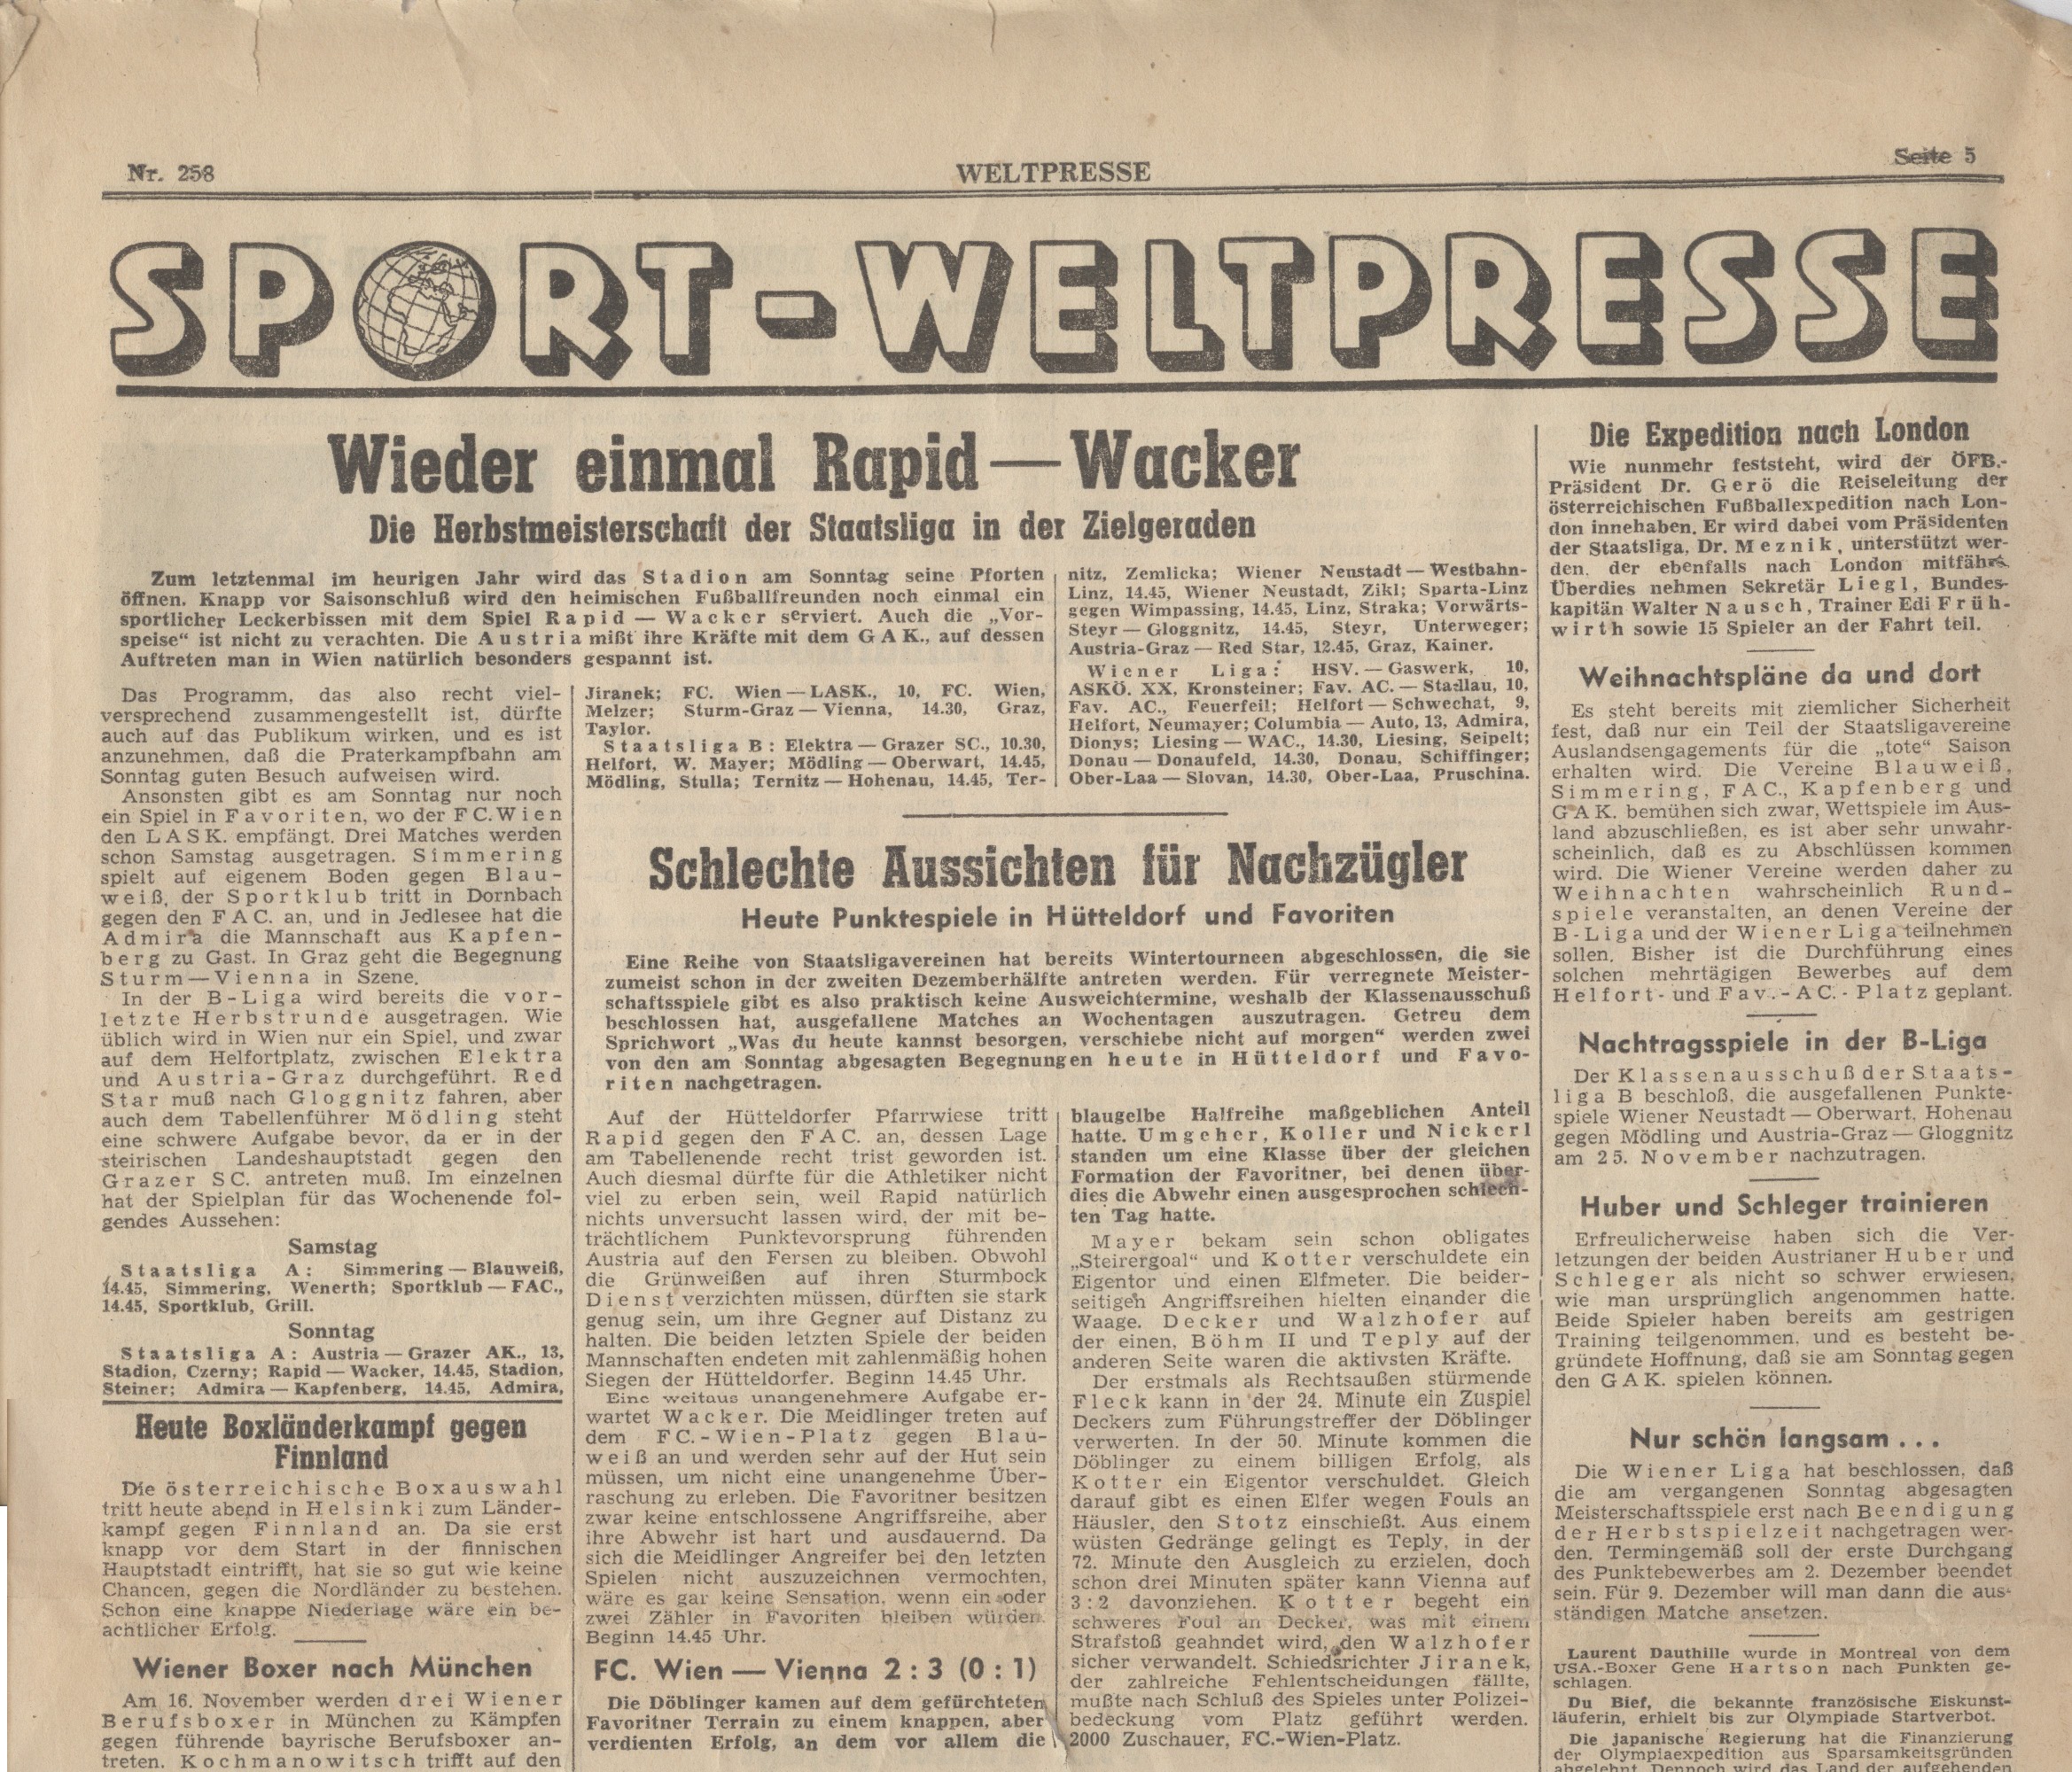 Nr. 258
WELTPRESSE
Seite 5
SPORT-WELTPRESSE
Wieder einmal Rapid — Wacker
Die Herbstmeisterschaft der Staatsliga in der Zielgeraden
Zum letztenmal im heurigen Jahr wird das Stadion am Sonntag seine Pforten
öffnen. Knapp vor Saisonschluß wird den heimischen Fußballfreunden noch einmal ein
sportlicher Leckerbissen mit dem Spiel Rapid — Wacker serviert. Auch die „Vor-
speise“ ist nicht zu verachten. Die Austria mißt ihre Kräfte mit dem GAK., auf dessen
Auftreten man in Wien natürlich besonders gespannt ist.
Das Programm, das also recht viel-
versprechend zusammengestellt ist, dürfte
auch auf das Publikum wirken, und es ist
anzunehmen, daß die Praterkampfbahn am
Sonntag guten Besuch aufweisen wird.
Ansonsten gibt es am Sonntag nur noch
ein Spiel in Favoriten, wo der FC. Wien
den LASK. empfängt. Drei Matches werden
schon Samstag ausgetragen. Simmering
spielt auf eigenem Boden gegen Blau-
weiß, der Sportklub tritt in Dornbach
gegen den FAC. an, und in Jedlesee hat die
Admira die Mannschaft aus Kapfen-
berg zu Gast. In Graz geht die Begegnung
Sturm — Vienna in Szene.
In der B-Liga wird bereits die vor-
letzte Herbstrunde ausgetragen. Wie
üblich wird in Wien nur ein Spiel, und zwar
auf dem Helfortplatz, zwischen Elektra
und Austria-Graz durchgeführt. Red
Star muß nach Gloggnitz fahren, aber
auch dem Tabellenführer Mödling steht
eine schwere Aufgabe bevor, da er in der
steirischen Landeshauptstadt gegen den
Grazer SC. antreten muß. Im einzelnen
hat der Spielplan für das Wochenende fol-
gendes Aussehen:
Samstag
Staatsliga A: Simmering — Blauweiß,
14.45, Simmering, Wenerth; Sportklub — FAC.,
14.45, Sportklub, Grill.
Sonntag
Staatsliga A: Austria — Grazer AK., 13,
Stadion, Czerny; Rapid — Wacker, 14.45, Stadion,
Steiner; Admira — Kapfenberg, 14.45, Admira,
Jiranek; FC. Wien — LASK., 10, FC. Wien,
Melzer; Sturm-Graz — Vienna, 14.30, Graz,
Taylor.
Staatsliga B: Elektra — Grazer SC., 10.30,
Helfort, W. Mayer; Mödling — Oberwart, 14.45,
Mödling, Stulla; Ternitz — Hohenau, 14.45, Ter-
nitz, Zemlicka; Wiener Neustadt — Westbahn-
Linz, 14.45, Wiener Neustadt, Zikl; Sparta-Linz
gegen Wimpassing, 14.45, Linz, Straka; Vorwärts-
Steyr — Gloggnitz, 14.45, Steyr, Unterweger;
Austria-Graz — Red Star, 12.45, Graz, Kainer.
Wiener Liga: HSV. — Gaswerk, 10,
ASKÖ. XX, Kronsteiner; Fav. AC. — Stadlau, 10,
Fav. AC., Feuerfeil; Helfort — Schwechat, 9,
Helfort, Neumayer; Columbia — Auto, 13, Admira,
Dionys; Liesing — WAC., 14.30, Liesing, Seipelt;
Donau — Donaufeld, 14.30, Donau, Schiffinger;
Ober-Laa — Slovan, 14.30, Ober-Laa, Pruschina.
Heute Boxländerkampf gegen
Finnland
Die österreichische Boxauswahl
tritt heute abend in Helsinki zum Länder-
kampf gegen Finnland an. Da sie erst
knapp vor dem Start in der finnischen
Hauptstadt eintrifft, hat sie so gut wie keine
Chancen, gegen die Nordländer zu bestehen.
Schon eine knappe Niederlage wäre ein be-
achtlicher Erfolg.
Wiener Boxer nach München
Am 16. November werden drei Wiener
Berufsboxer in München zu Kämpfen
gegen führende bayrische Berufsboxer an-
treten. Kochmanowitsch trifft auf den
Schlechte Aussichten für Nachzügler
Heute Punktespiele in Hütteldorf und Favoriten
Eine Reihe von Staatsligavereinen hat bereits Wintertourneen abgeschlossen, die sie
zumeist schon in der zweiten Dezemberhälfte antreten werden. Für verregnete Meister-
schaftsspiele gibt es also praktisch keine Ausweichtermine, weshalb der Klassenausschuß
beschlossen hat, ausgefallene Matches an Wochentagen auszutragen. Getreu dem
Sprichwort „Was du heute kannst besorgen, verschiebe nicht auf morgen“ werden zwei
von den am Sonntag abgesagten Begegnungen heute in Hütteldorf und Favo-
riten nachgetragen.
Auf der Hütteldorfer Pfarrwiese tritt
Rapid gegen den FAC. an, dessen Lage
am Tabellenende recht trist geworden ist.
Auch diesmal dürfte für die Athletiker nicht
viel zu erben sein, weil Rapid natürlich
nichts unversucht lassen wird, der mit be-
trächtlichem Punktevorsprung führenden
Austria auf den Fersen zu bleiben. Obwohl
die Grünweißen auf ihren Sturmbock
Dienst verzichten müssen, dürften sie stark
genug sein, um ihre Gegner auf Distanz zu
halten. Die beiden letzten Spiele der beiden
Mannschaften endeten mit zahlenmäßig hohen
Siegen der Hütteldorfer. Beginn 14.45 Uhr.
Eine weitaus unangenehmere Aufgabe er-
wartet Wacker. Die Meidlinger treten auf
dem FC.-Wien-Platz gegen Blau-
weiß an und werden sehr auf der Hut sein
müssen, um nicht eine unangenehme Über-
raschung zu erleben. Die Favoritner besitzen
zwar keine entschlossene Angriffsreihe, aber
ihre Abwehr ist hart und ausdauernd. Da
sich die Meidlinger Angreifer bei den letzten
Spielen nicht auszuzeichnen vermochten,
wäre es gar keine Sensation, wenn ein oder
zwei Zähler in Favoriten bleiben würden.
Beginn 14.45 Uhr.
FC. Wien — Vienna 2 : 3 (0 : 1)
Die Döblinger kamen auf dem gefürchteten
Favoritner Terrain zu einem knappen, aber
verdienten Erfolg, an dem vor allem die
blaugelbe Halfreihe maßgeblichen Anteil
hatte. Umgeher, Koller und Nickerl
standen um eine Klasse über der gleichen
Formation der Favoritner, bei denen über-
dies die Abwehr einen ausgesprochen schlech-
ten Tag hatte.
Mayer bekam sein schon obligates
„Steirergoal“ und Kotter verschuldete ein
Eigentor und einen Elfmeter. Die beider-
seitigen Angriffsreihen hielten einander die
Waage. Decker und Walzhofer auf
der einen, Böhm II und Teply auf der
anderen Seite waren die aktivsten Kräfte.
Der erstmals als Rechtsaußen stürmende
Fleck kann in der 24. Minute ein Zuspiel
Deckers zum Führungstreffer der Döblinger
verwerten. In der 50. Minute kommen die
Döblinger zu einem billigen Erfolg, als
Kotter ein Eigentor verschuldet. Gleich
darauf gibt es einen Elfer wegen Fouls an
Häusler, den Stotz einschießt. Aus einem
wüsten Gedränge gelingt es Teply, in der
72. Minute den Ausgleich zu erzielen, doch
schon drei Minuten später kann Vienna auf
3 : 2 davonziehen. Kotter begeht ein
schweres Foul an Decker, was mit einem
Strafstoß geahndet wird, den Walzhofer
sicher verwandelt. Schiedsrichter Jiranek,
der zahlreiche Fehlentscheidungen fällte,
mußte nach Schluß des Spieles unter Polizei-
bedeckung vom Platz geführt werden.
2000 Zuschauer, FC.-Wien-Platz.
Die Expedition nach London
Wie nunmehr feststeht, wird der ÖFB.-
Präsident Dr. Gerö die Reiseleitung der
österreichischen Fußballexpedition nach Lon-
don innehaben. Er wird dabei vom Präsidenten
der Staatsliga, Dr. Meznik, unterstützt wer-
den, der ebenfalls nach London mitfährt.
Überdies nehmen Sekretär Liegl, Bundes-
kapitän Walter Nausch, Trainer Edi Früh-
wirth sowie 15 Spieler an der Fahrt teil.
Weihnachtspläne da und dort
Es steht bereits mit ziemlicher Sicherheit
fest, daß nur ein Teil der Staatsligavereine
Auslandsengagements für die „tote“ Saison
erhalten wird. Die Vereine Blauweiß,
Simmering, FAC., Kapfenberg und
GAK. bemühen sich zwar, Wettspiele im Aus-
land abzuschließen, es ist aber sehr unwahr-
scheinlich, daß es zu Abschlüssen kommen
wird. Die Wiener Vereine werden daher zu
Weihnachten wahrscheinlich Rund-
spiele veranstalten, an denen Vereine der
B-Liga und der Wiener Liga teilnehmen
sollen. Bisher ist die Durchführung eines
solchen mehrtägigen Bewerbes auf dem
Helfort- und Fav.-AC.-Platz geplant.
Nachtragsspiele in der B-Liga
Der Klassenausschuß der Staats-
liga B beschloß, die ausgefallenen Punkte-
spiele Wiener Neustadt — Oberwart, Hohenau
gegen Mödling und Austria-Graz — Gloggnitz
am 25. November nachzutragen.
Huber und Schleger trainieren
Erfreulicherweise haben sich die Ver-
letzungen der beiden Austrianer Huber und
Schleger als nicht so schwer erwiesen,
wie man ursprünglich angenommen hatte.
Beide Spieler haben bereits am gestrigen
Training teilgenommen, und es besteht be-
gründete Hoffnung, daß sie am Sonntag gegen
den GAK. spielen können.
Nur schön langsam . . .
Die Wiener Liga hat beschlossen, daß
die am vergangenen Sonntag abgesagten
Meisterschaftsspiele erst nach Beendigung
der Herbstspielzeit nachgetragen wer-
den. Termingemäß soll der erste Durchgang
des Punktebewerbes am 2. Dezember beendet
sein. Für 9. Dezember will man dann die aus-
ständigen Matche ansetzen.
Laurent Dauthille wurde in Montreal von dem
USA.-Boxer Gene Hartson nach Punkten ge-
schlagen.
Du Bief, die bekannte französische Eiskunst-
läuferin, erhielt bis zur Olympiade Startverbot.
Die japanische Regierung hat die Finanzierung
der Olympiaexpedition aus Sparsamkeitsgründen
abgelehnt. Dennoch wird das Land der aufgehenden